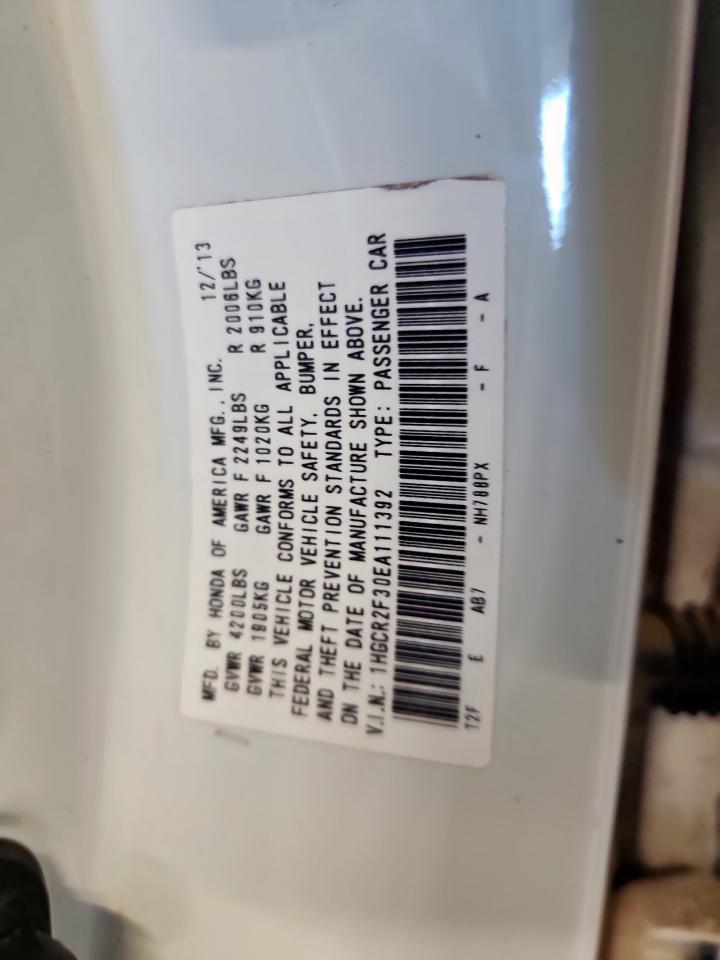 MFD. BY HONDA OF AMERICA MFG., INC. 12/'13
GVWR 4200LBS GAWR F 2249LBS R 2006LBS
GVWR 1905KG GAWR F 1020KG R 910KG
THIS VEHICLE CONFORMS TO ALL APPLICABLE
FEDERAL MOTOR VEHICLE SAFETY, BUMPER,
AND THEFT PREVENTION STANDARDS IN EFFECT
ON THE DATE OF MANUFACTURE SHOWN ABOVE.
V.I.N.: 1HGCR2F30EA111392 TYPE: PASSENGER CAR
T2F E AB7 - NH788PX - F - A